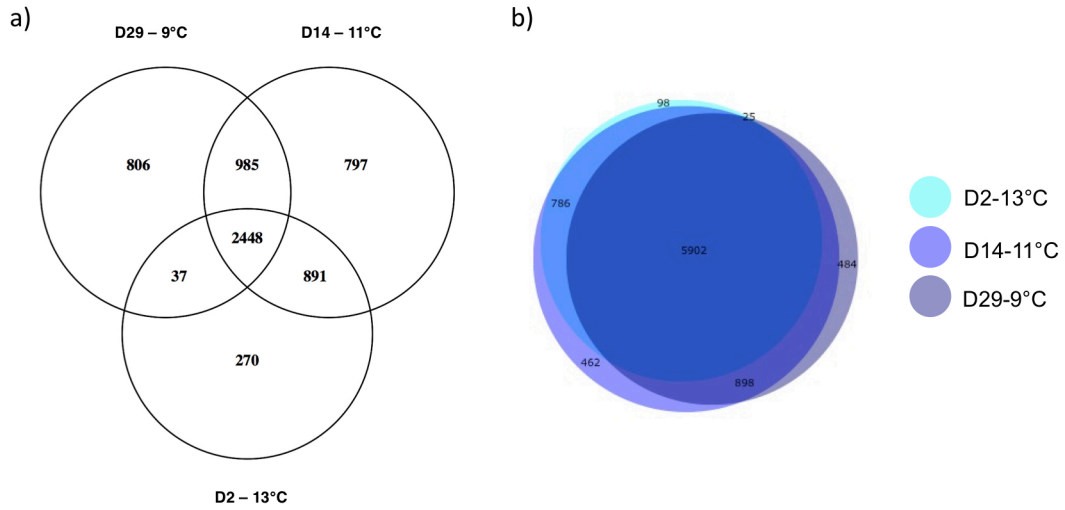 a)
D29 – 9°C
D14 – 11°C
806
985
797
2448
37
891
270
D2 – 13°C
b)
98
25
786
5902
484
462
898
D2-13°C
D14-11°C
D29-9°C